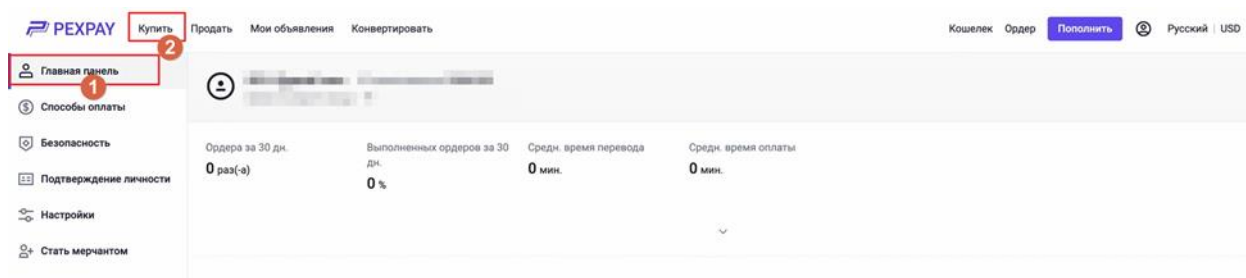 PEXPAY Купить Продать Мои объявления Конвертировать Кошелек Ордер Пополнить Русский | USD
2
Главная панель
1
Способы оплаты
Безопасность
Подтверждение личности
Настройки
Стать мерчантом
Ордера за 30 дн.
0 раз(-а)
Выполненных ордеров за 30
дн.
0 %
Средн. время перевода
0 мин.
Средн. время оплаты
0 мин.